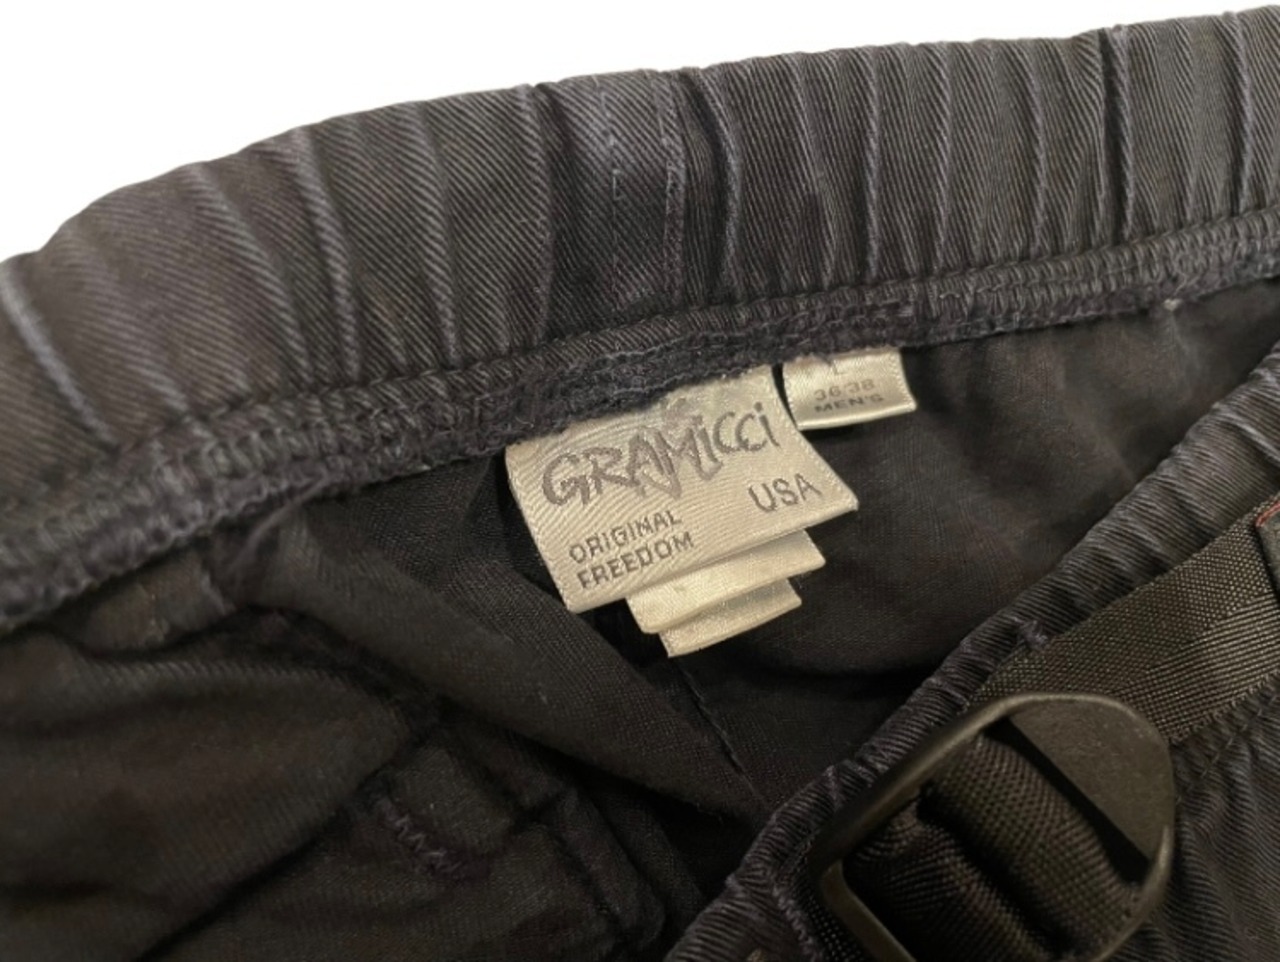 L
36-38
MEN'S
GRAMICCi
USA
ORIGINAL
FREEDOM